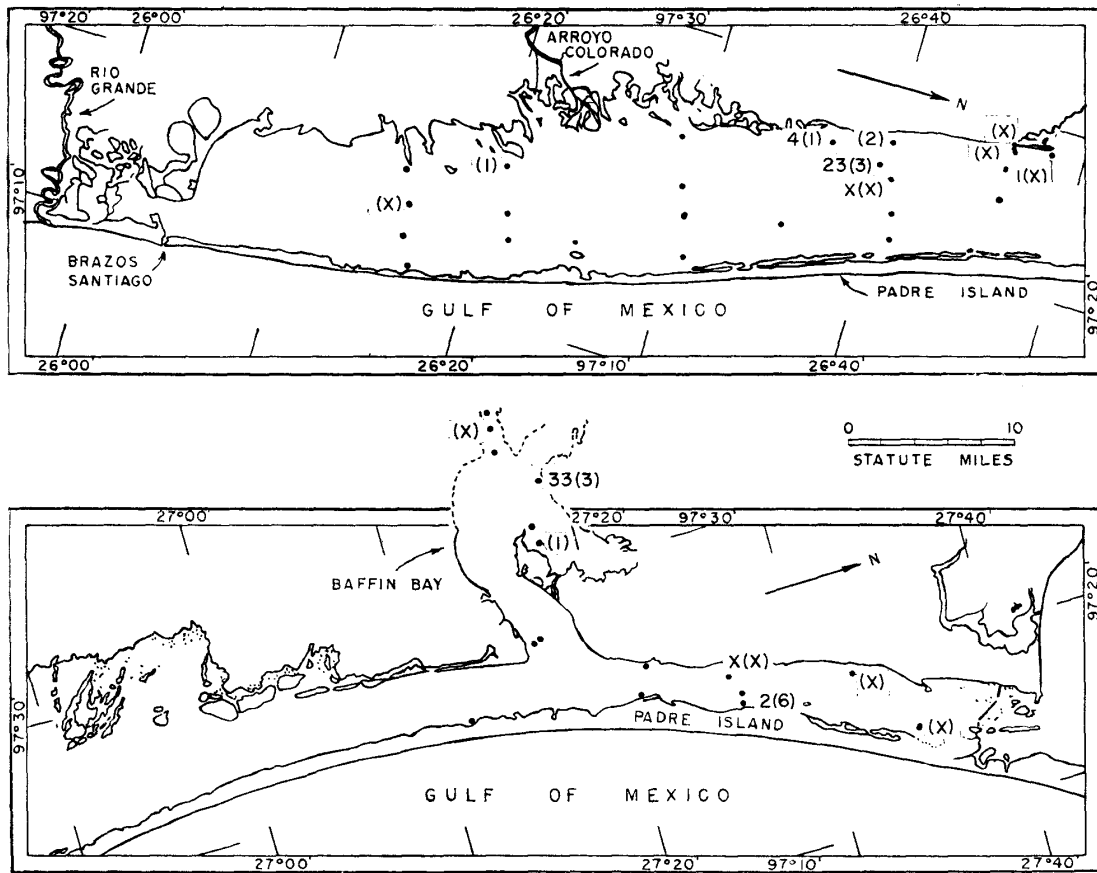 97°20' 26°00' 26°20' 97°30' 26°40'
ARROYO
COLORADO
RIO
GRANDE
N
4(1) (2) (X)
(1) 23(3) (X) 1(X)
97°10' X(X)
(X)
BRAZOS
SANTIAGO
PADRE ISLAND
97°20'
GULF OF MEXICO
26°00' 26°20' 97°10' 26°40'
(X)
0 10
STATUTE MILES
33(3)
27°00' 27°20' 97°30' 27°40'
(1)
BAFFIN BAY
N
97°20'
X(X)
(X)
2(6)
97°30' PADRE ISLAND (X)
GULF OF MEXICO
27°00' 27°20' 97°10' 27°40'